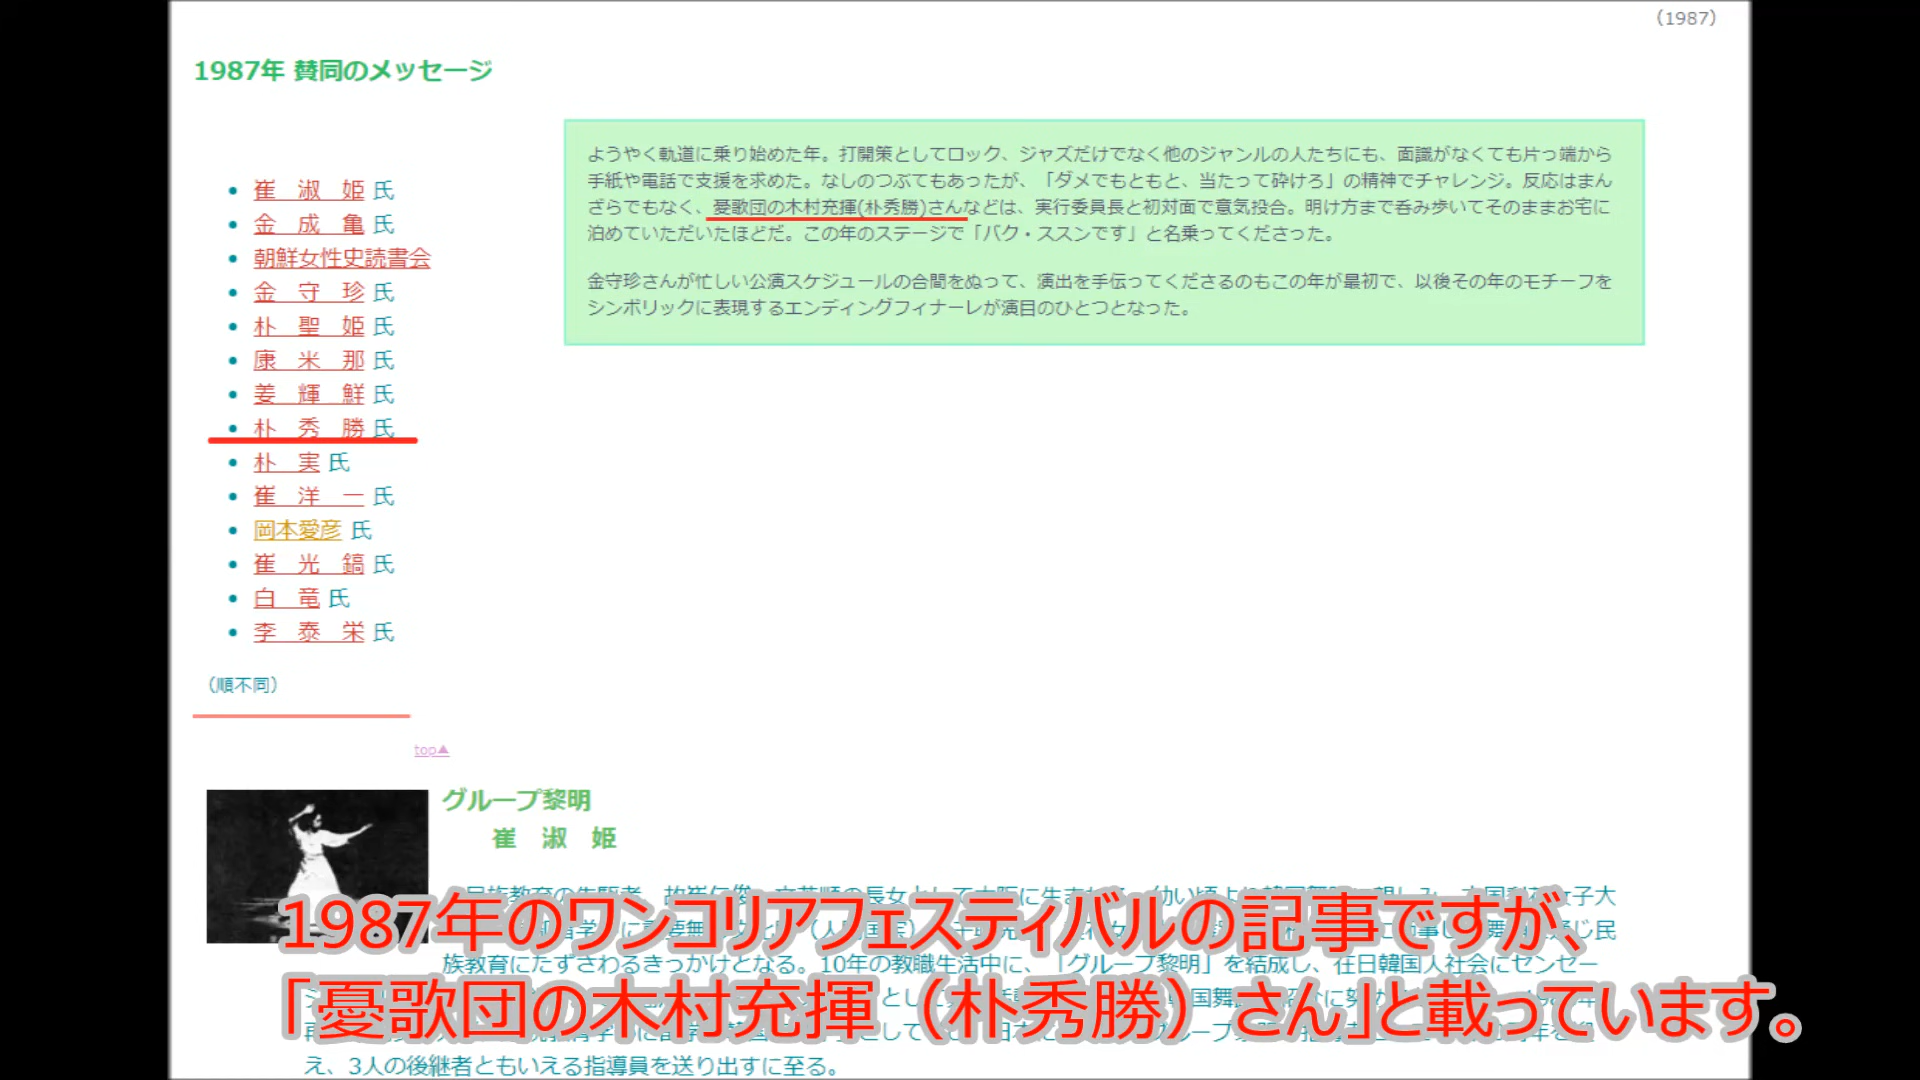 （1987）
1987年 賛同のメッセージ
ようやく軌道に乗り始めた年。打開策としてロック、ジャズだけでなく他のジャンルの人たちにも、面識がなくても片っ端から
手紙や電話で支援を求めた。なしのつぶてもあったが、「ダメでもともと、当たって砕けろ」の精神でチャレンジ。反応はまん
ざらでもなく、憂歌団の木村充揮(朴秀勝)さんなどは、実行委員長と初対面で意気投合。明け方まで呑み歩いてそのままお宅に
泊めていただいたほどだ。この年のステージで「バク・ススンです」と名乗ってくださった。
金守珍さんが忙しい公演スケジュールの合間をぬって、演出を手伝ってくださるのもこの年が最初で、以後その年のモチーフを
シンボリックに表現するエンディングフィナーレが演目のひとつとなった。
崔　淑　姫 氏
金　成　亀 氏
朝鮮女性史読書会
金　守　珍 氏
朴　聖　姫 氏
康　米　那 氏
姜　輝　鮮 氏
朴　秀　勝 氏
朴　実 氏
崔　洋　一 氏
岡本愛彦 氏
崔　光　鎬 氏
白　竜 氏
李　泰　栄 氏
（順不同）
top▲
グループ黎明
崔　淑　姫
族教育にたずさわるきっかけとなる。10年の教職生活中に、「グループ黎明」を結成し、在日韓国人社会にセンセー
え、3人の後継者ともいえる指導員を送り出すに至る。
1987年のワンコリアフェスティバルの記事ですが、
「憂歌団の木村充揮（朴秀勝）さん」と載っています。